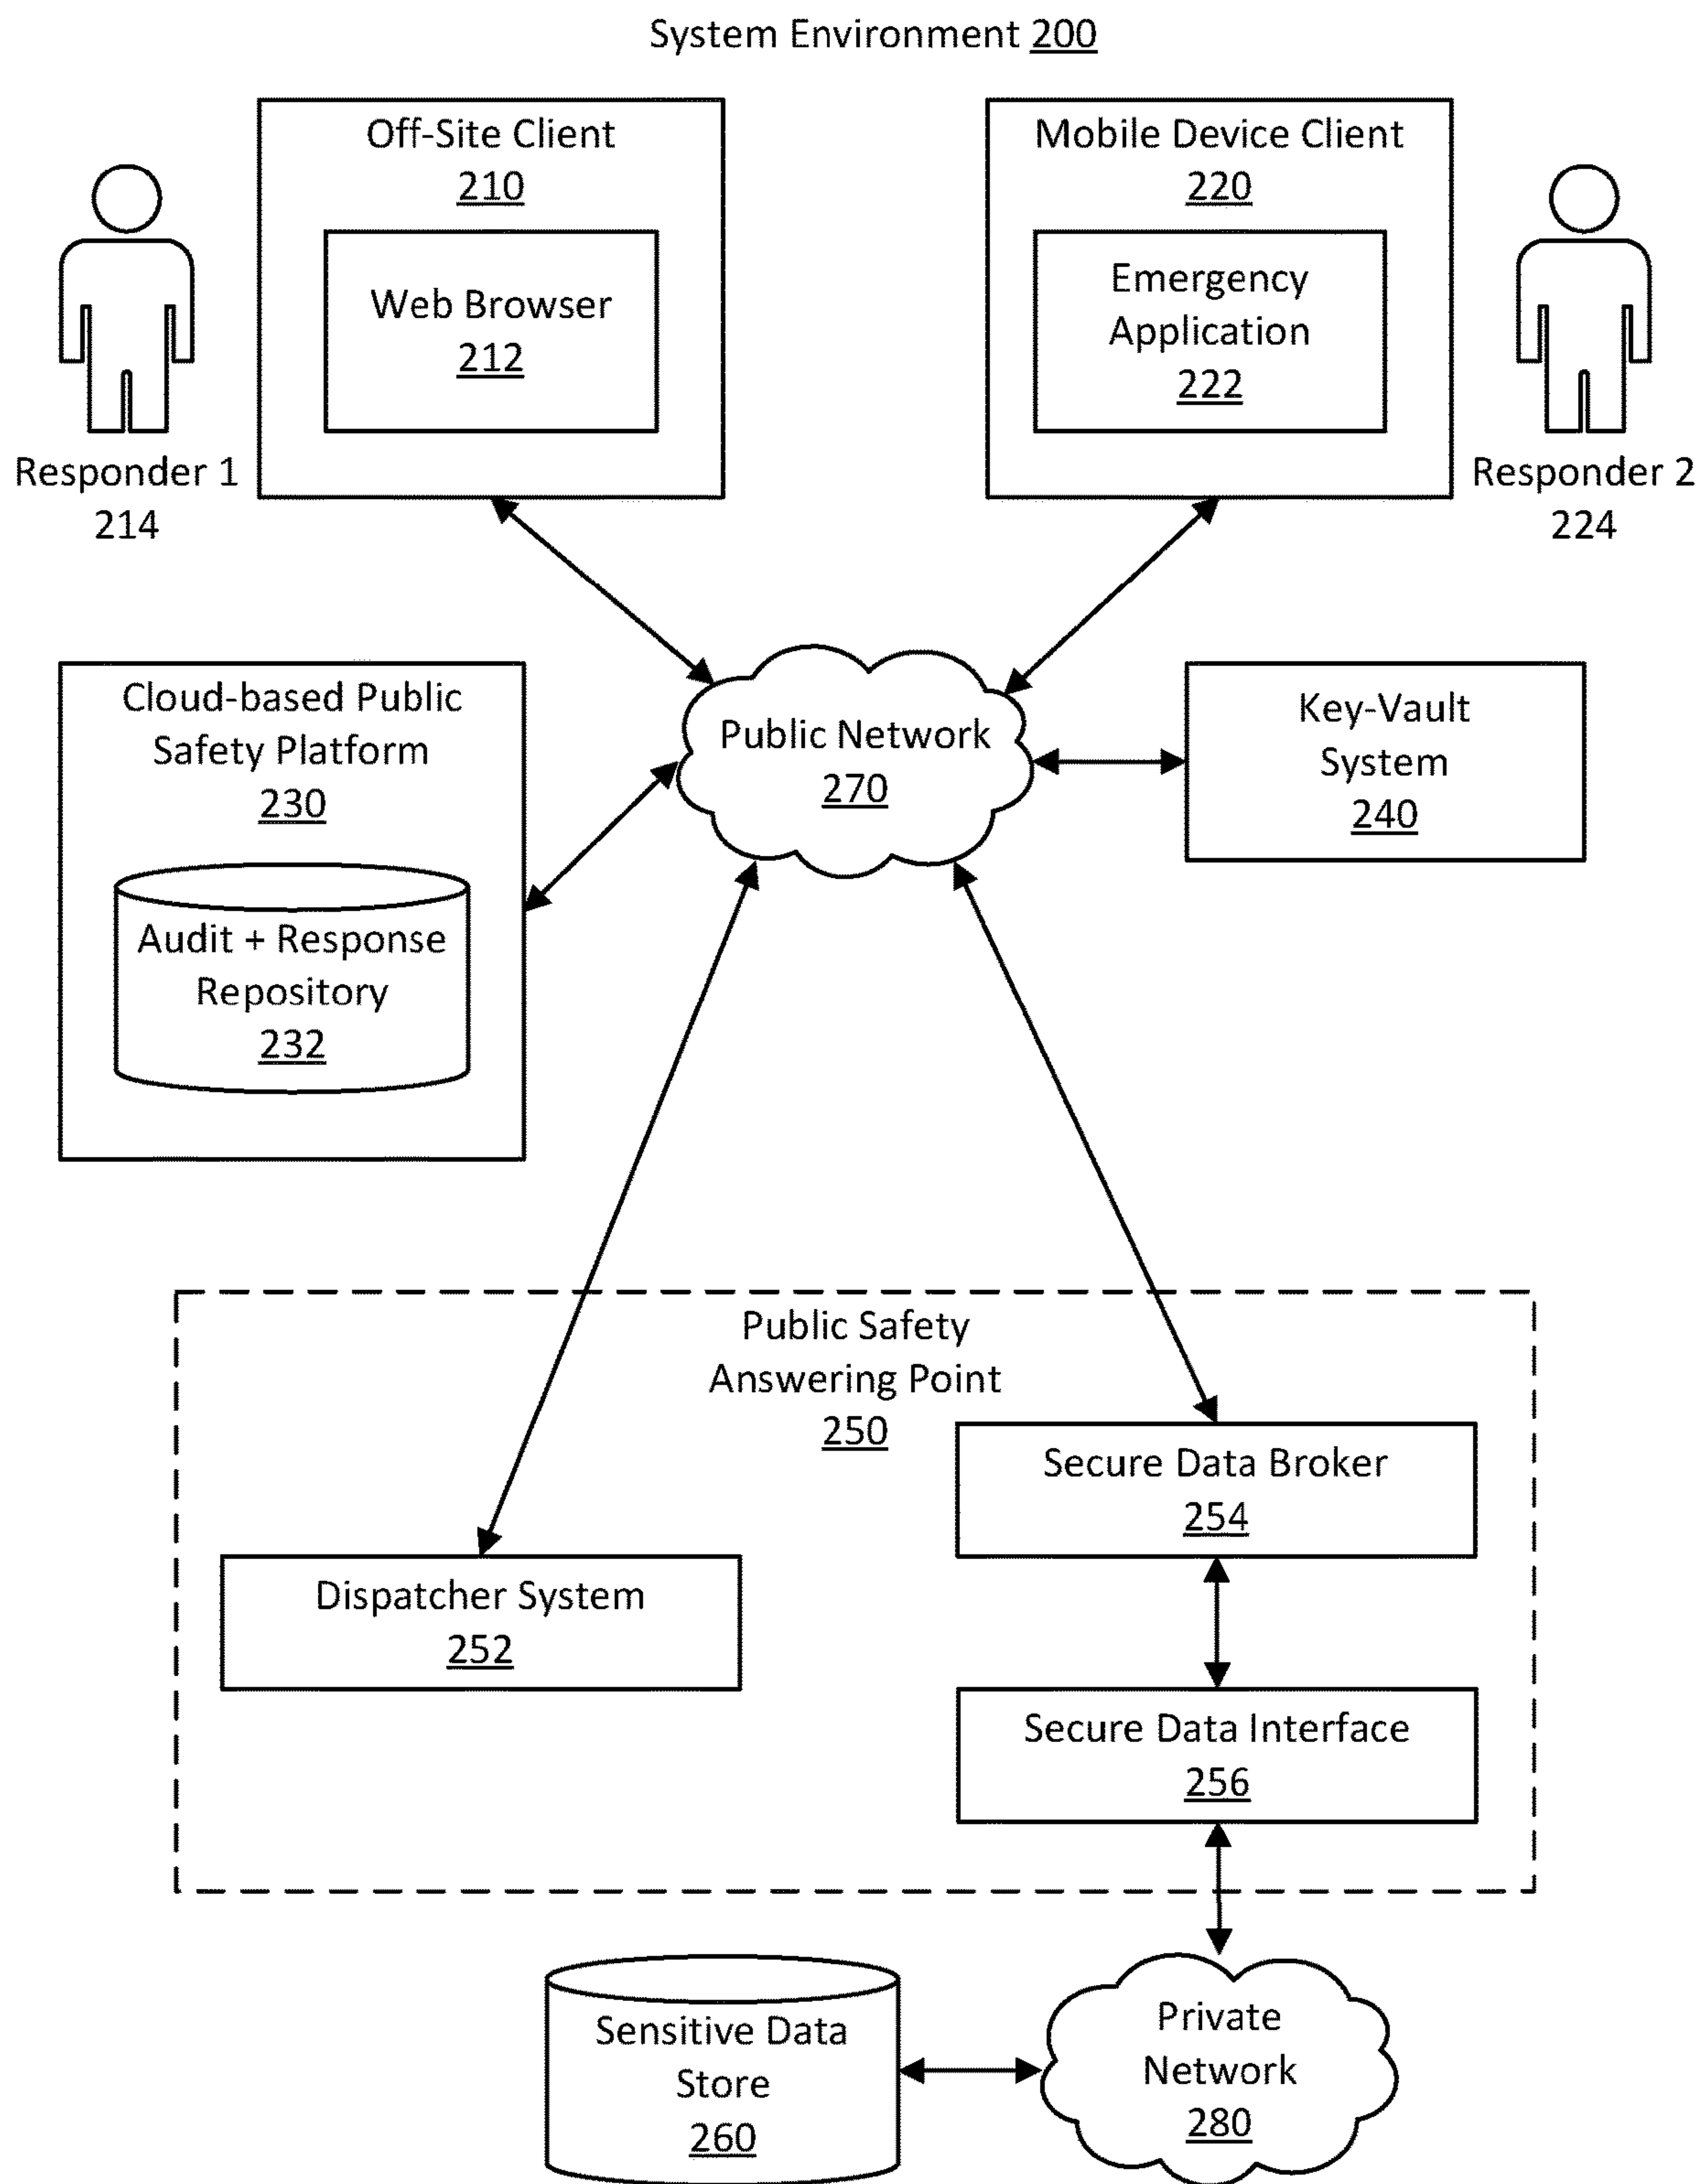 System Environment 200
Off-Site Client
210
Web Browser
212
Responder 1
214
Mobile Device Client
220
Emergency
Application
222
Responder 2
224
Cloud-based Public
Safety Platform
230
Audit + Response
Repository
232
Public Network
270
Key-Vault
System
240
Public Safety
Answering Point
250
Dispatcher System
252
Secure Data Broker
254
Secure Data Interface
256
Sensitive Data
Store
260
Private
Network
280